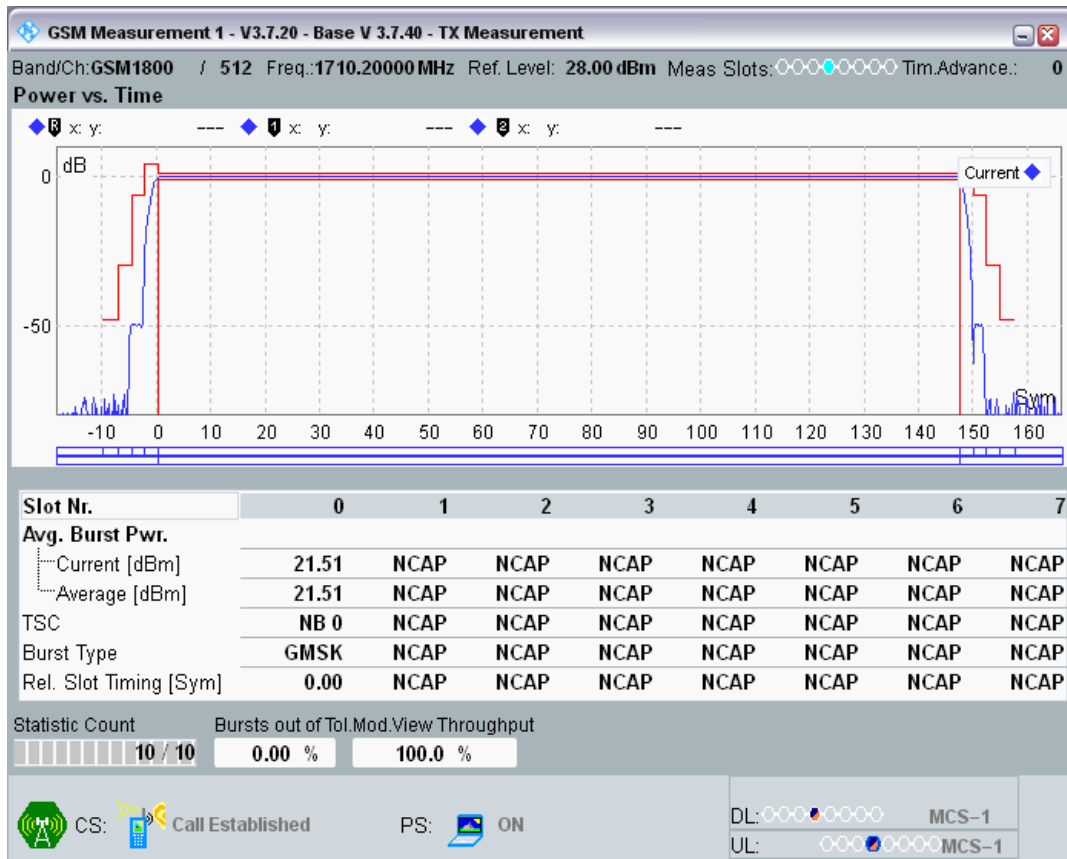 GSM Measurement 1 - V3.7.20 - Base V 3.7.40 - TX Measurement
Band/Ch:GSM1800 / 512 Freq.:1710.20000 MHz Ref. Level: 28.00 dBm Meas Slots: Tim.Advance.: 0
Power vs. Time
R x: y: --- 1 x: y: --- 2 x: y: ---
dB
Current
0
-50
Sym
-10 0 10 20 30 40 50 60 70 80 90 100 110 120 130 140 150 160
Slot Nr. 0 1 2 3 4 5 6 7
Avg. Burst Pwr.
Current [dBm] 21.51 NCAP NCAP NCAP NCAP NCAP NCAP NCAP
Average [dBm] 21.51 NCAP NCAP NCAP NCAP NCAP NCAP NCAP
TSC NB 0 NCAP NCAP NCAP NCAP NCAP NCAP NCAP
Burst Type GMSK NCAP NCAP NCAP NCAP NCAP NCAP NCAP
Rel. Slot Timing [Sym] 0.00 NCAP NCAP NCAP NCAP NCAP NCAP NCAP
Statistic Count Bursts out of Tol. Mod.View Throughput
10 / 10 0.00 % 100.0 %
CS: Call Established PS: ON
DL: MCS-1
UL: MCS-1